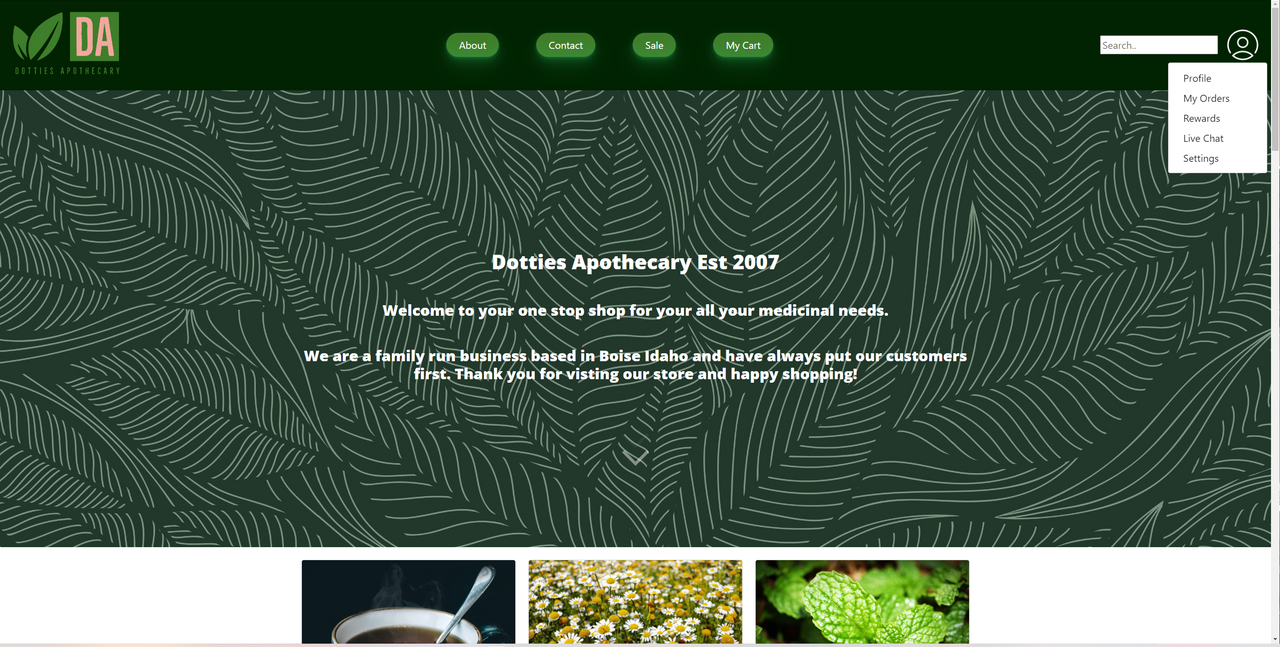 DA
DOTTIES APOTHECARY
About
Contact
Sale
My Cart
Search..
Profile
My Orders
Rewards
Live Chat
Settings
Dotties Apothecary Est 2007
Welcome to your one stop shop for your all your medicinal needs.
We are a family run business based in Boise Idaho and have always put our customers
first. Thank you for visting our store and happy shopping!